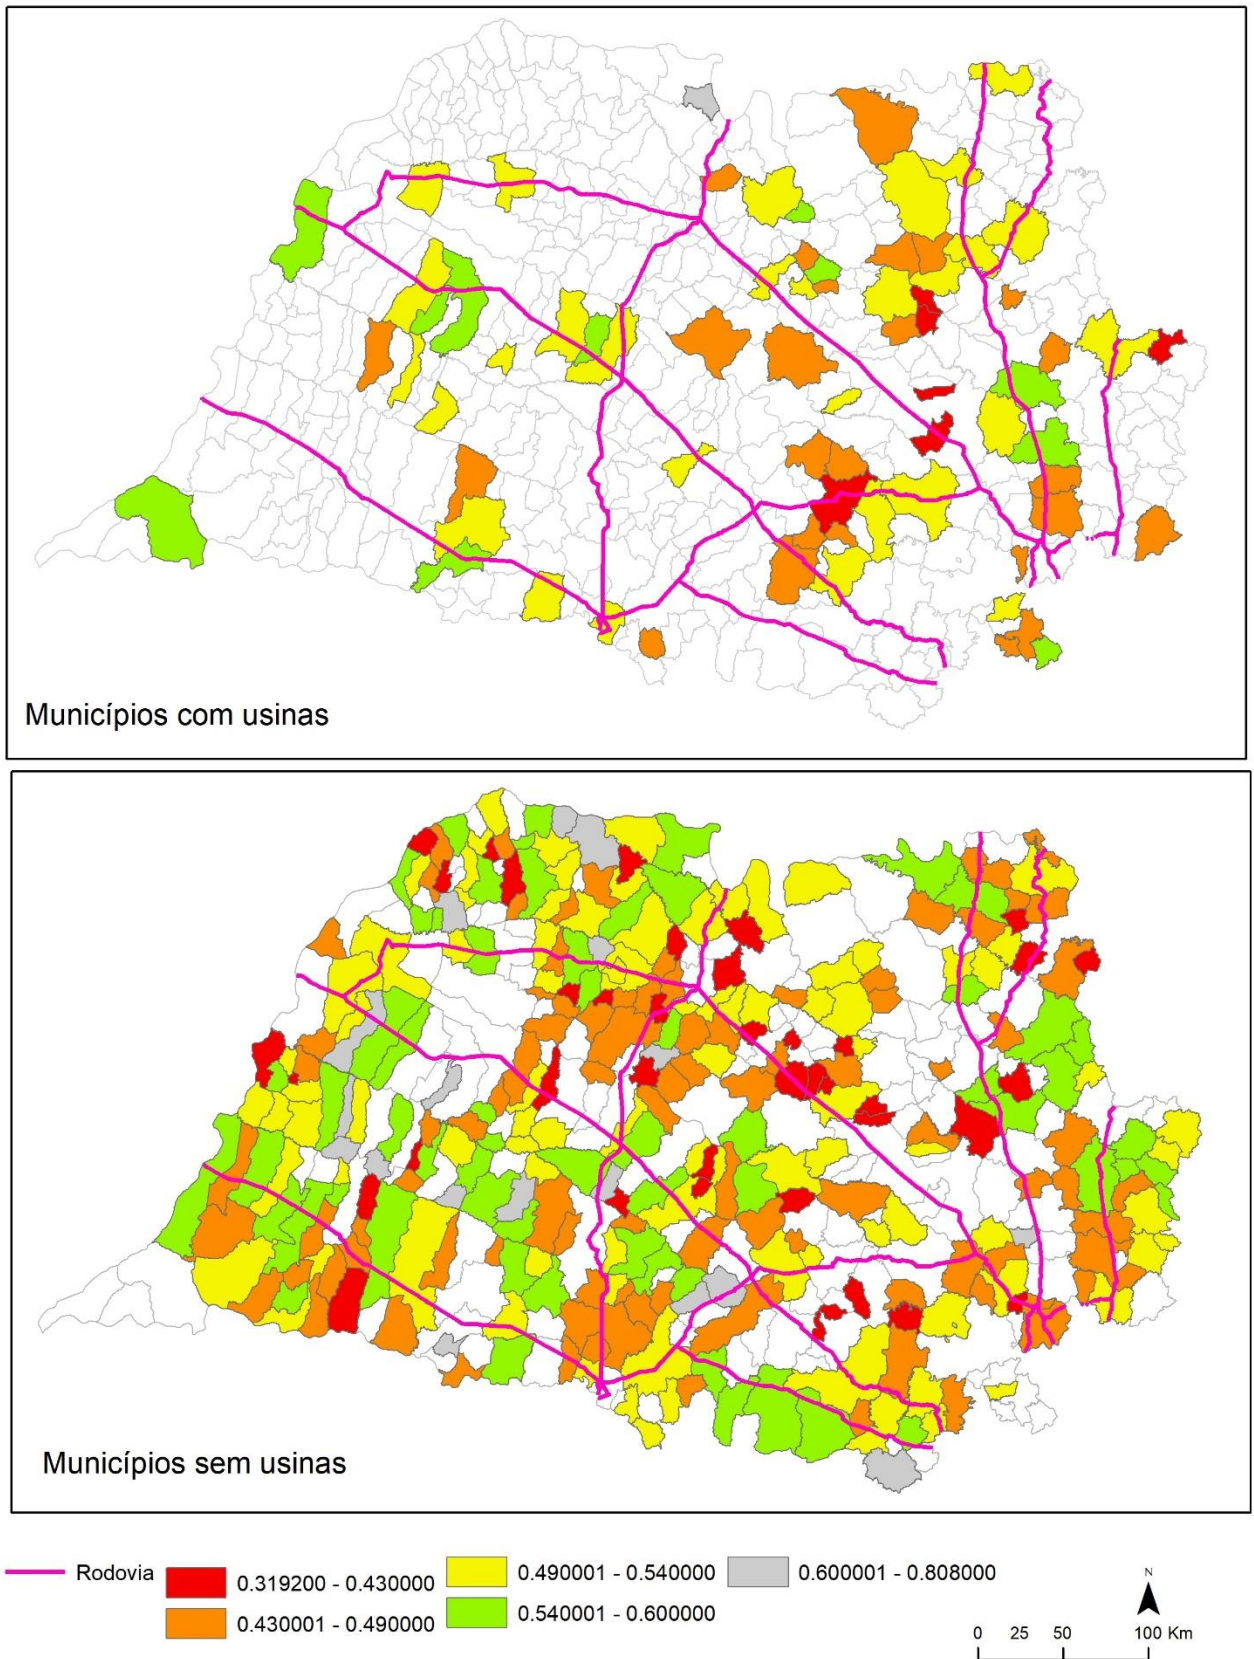 Municípios com usinas
Municípios sem usinas
Rodovia
0.319200 - 0.430000
0.430001 - 0.490000
0.490001 - 0.540000
0.540001 - 0.600000
0.600001 - 0.808000
N
0 25 50 100 Km